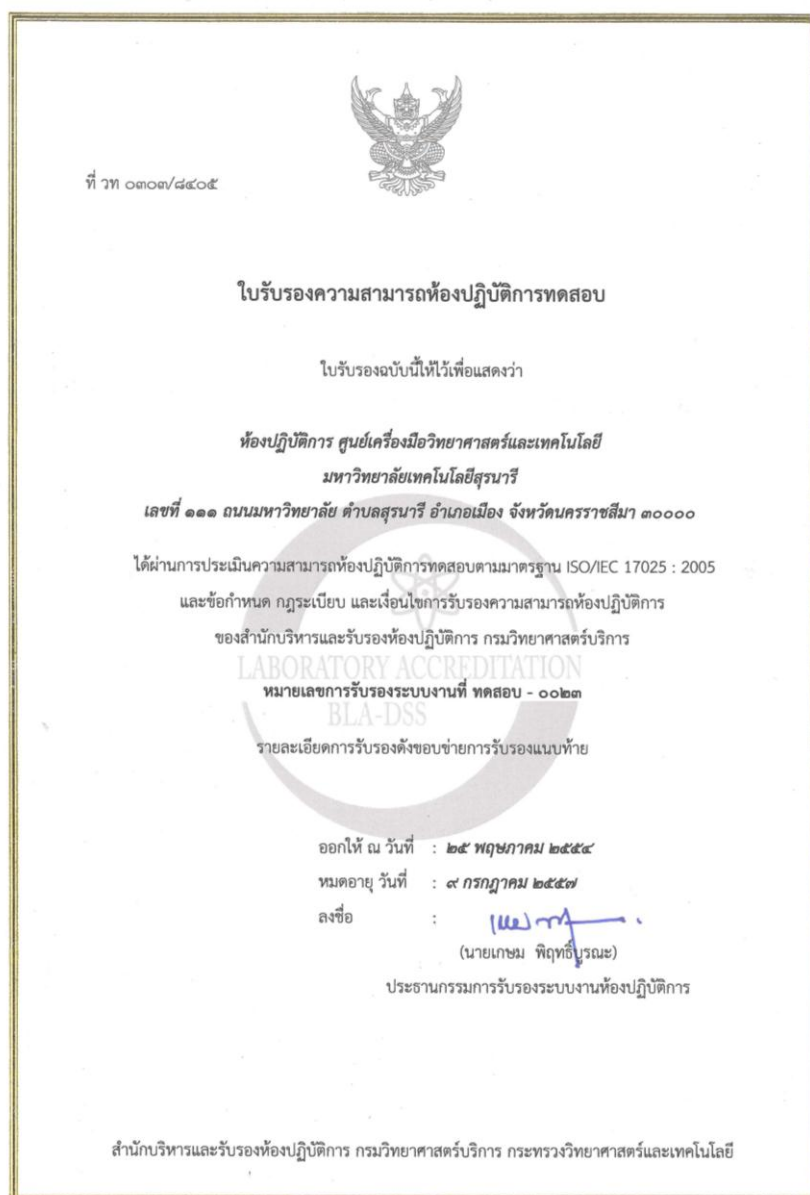 ที่ วท ๐๓๐๓/๘๔๐๕
ใบรับรองความสามารถห้องปฏิบัติการทดสอบ
ใบรับรองฉบับนี้ให้ไว้เพื่อแสดงว่า
ห้องปฏิบัติการ ศูนย์เครื่องมือวิทยาศาสตร์และเทคโนโลยี
มหาวิทยาลัยเทคโนโลยีสุรนารี
เลขที่ ๑๑๑ ถนนมหาวิทยาลัย ตำบลสุรนารี อำเภอเมือง จังหวัดนครราชสีมา ๓๐๐๐๐
ได้ผ่านการประเมินความสามารถห้องปฏิบัติการทดสอบตามมาตรฐาน ISO/IEC 17025 : 2005
และข้อกำหนด กฎระเบียบ และเงื่อนไขการรับรองความสามารถห้องปฏิบัติการ
ของสำนักบริหารและรับรองห้องปฏิบัติการ กรมวิทยาศาสตร์บริการ
LABORATORY ACCREDITATION
หมายเลขการรับรองระบบงานที่ ทดสอบ - ๐๐๒๓
BLA-DSS
รายละเอียดการรับรองดังขอบข่ายการรับรองแนบท้าย
ออกให้ ณ วันที่ : ๒๕ พฤษภาคม ๒๕๕๔
หมดอายุ วันที่ : ๙ กรกฎาคม ๒๕๕๗
ลงชื่อ :
(นายเกษม พิฤทธิ์บูรณะ)
ประธานกรรมการรับรองระบบงานห้องปฏิบัติการ
สำนักบริหารและรับรองห้องปฏิบัติการ กรมวิทยาศาสตร์บริการ กระทรวงวิทยาศาสตร์และเทคโนโลยี